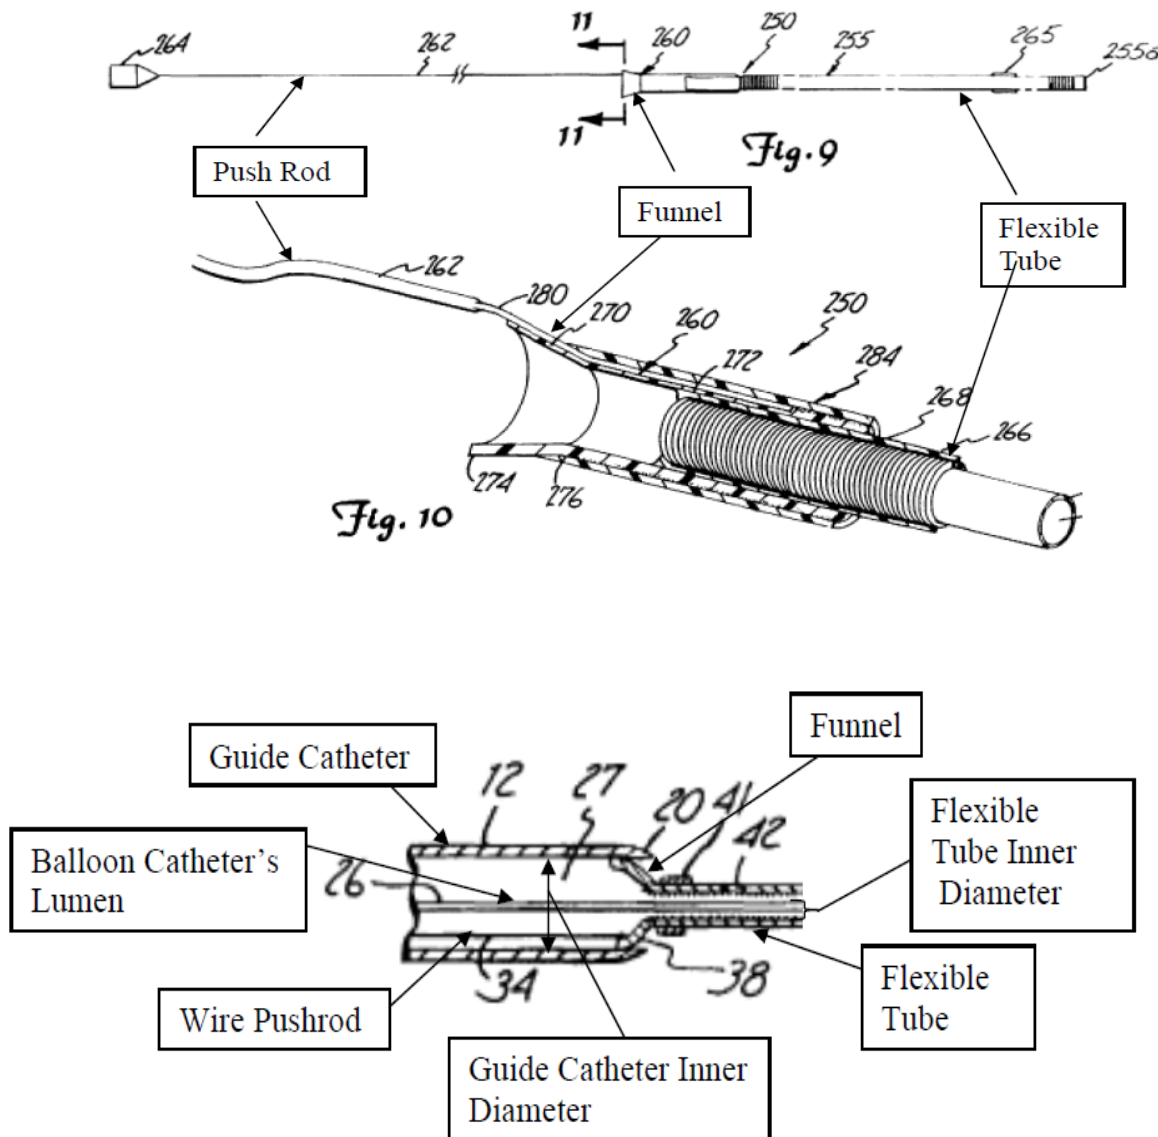 264
262
11
260
250
255
265
255a
11
Fig. 9
Push Rod
Funnel
Flexible
Tube
262
280
270
260
250
272
284
268
266
274
276
Fig. 10
Funnel
Guide Catheter
12
27
20
41
42
Flexible
Tube Inner
Diameter
Balloon Catheter's
Lumen
26
34
38
Wire Pushrod
Flexible
Tube
Guide Catheter Inner
Diameter